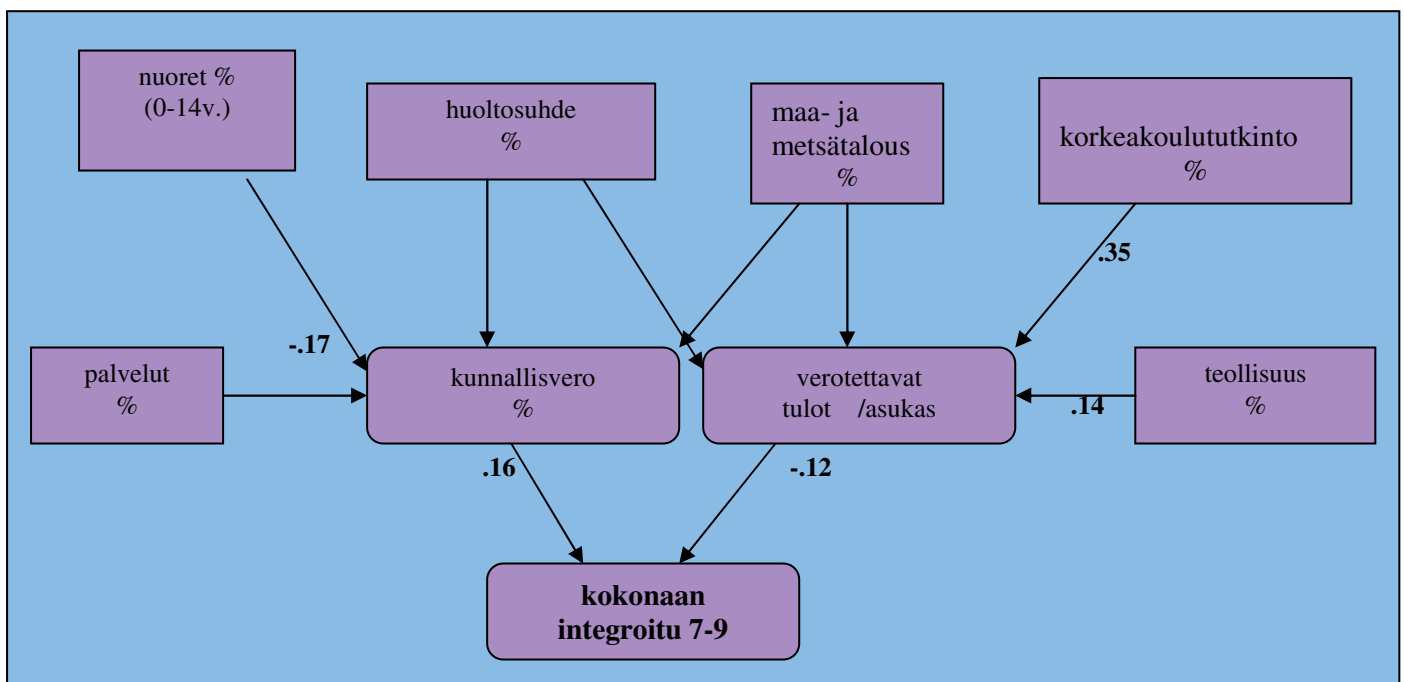 nuoret %
(0-14v.)
huoltosuhde
%
maa- ja
metsätalous
%
korkeakoulututkinto
%
.35
-.17
palvelut
%
kunnallisvero
%
verotettavat
tulot /asukas
teollisuus
%
.14
.16
-.12
kokonaan
integroitu 7-9